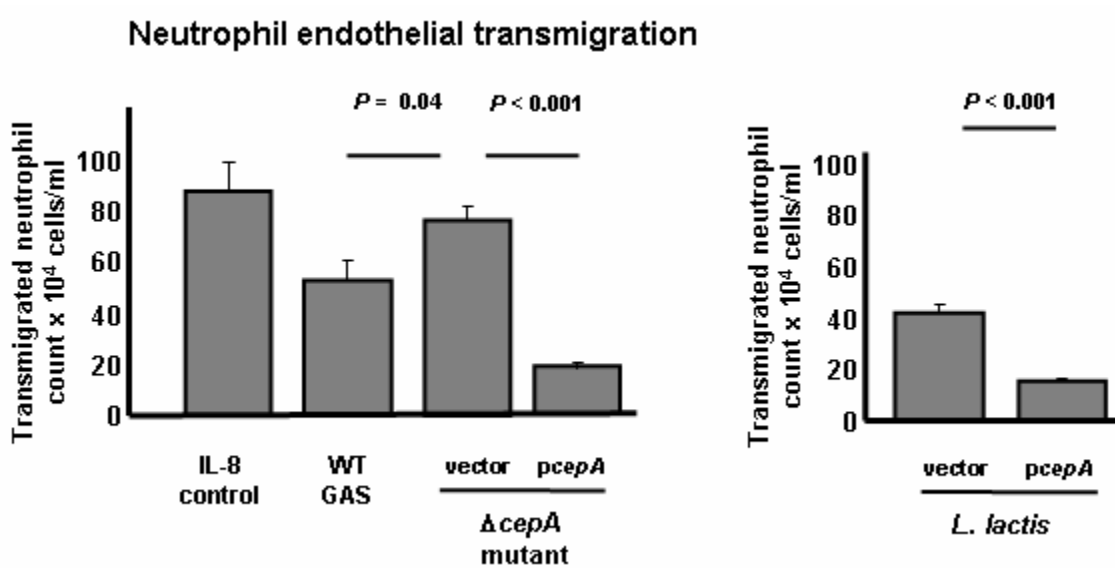 Neutrophil endothelial transmigration
P = 0.04
P < 0.001
Transmigrated neutrophil
count x 10⁴ cells/ml
100
80
60
40
20
0
IL-8
control
WT
GAS
vector
pcepA
ΔcepA
mutant
P < 0.001
Transmigrated neutrophil
count x 10⁴ cells/ml
100
80
60
40
20
0
vector
pcepA
L. lactis